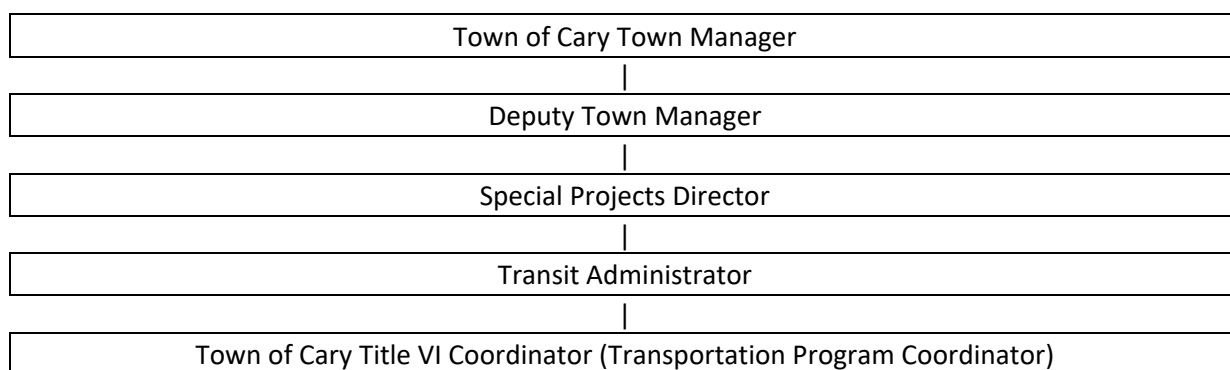 Town of Cary Town Manager
Deputy Town Manager
Special Projects Director
Transit Administrator
Town of Cary Title VI Coordinator (Transportation Program Coordinator)